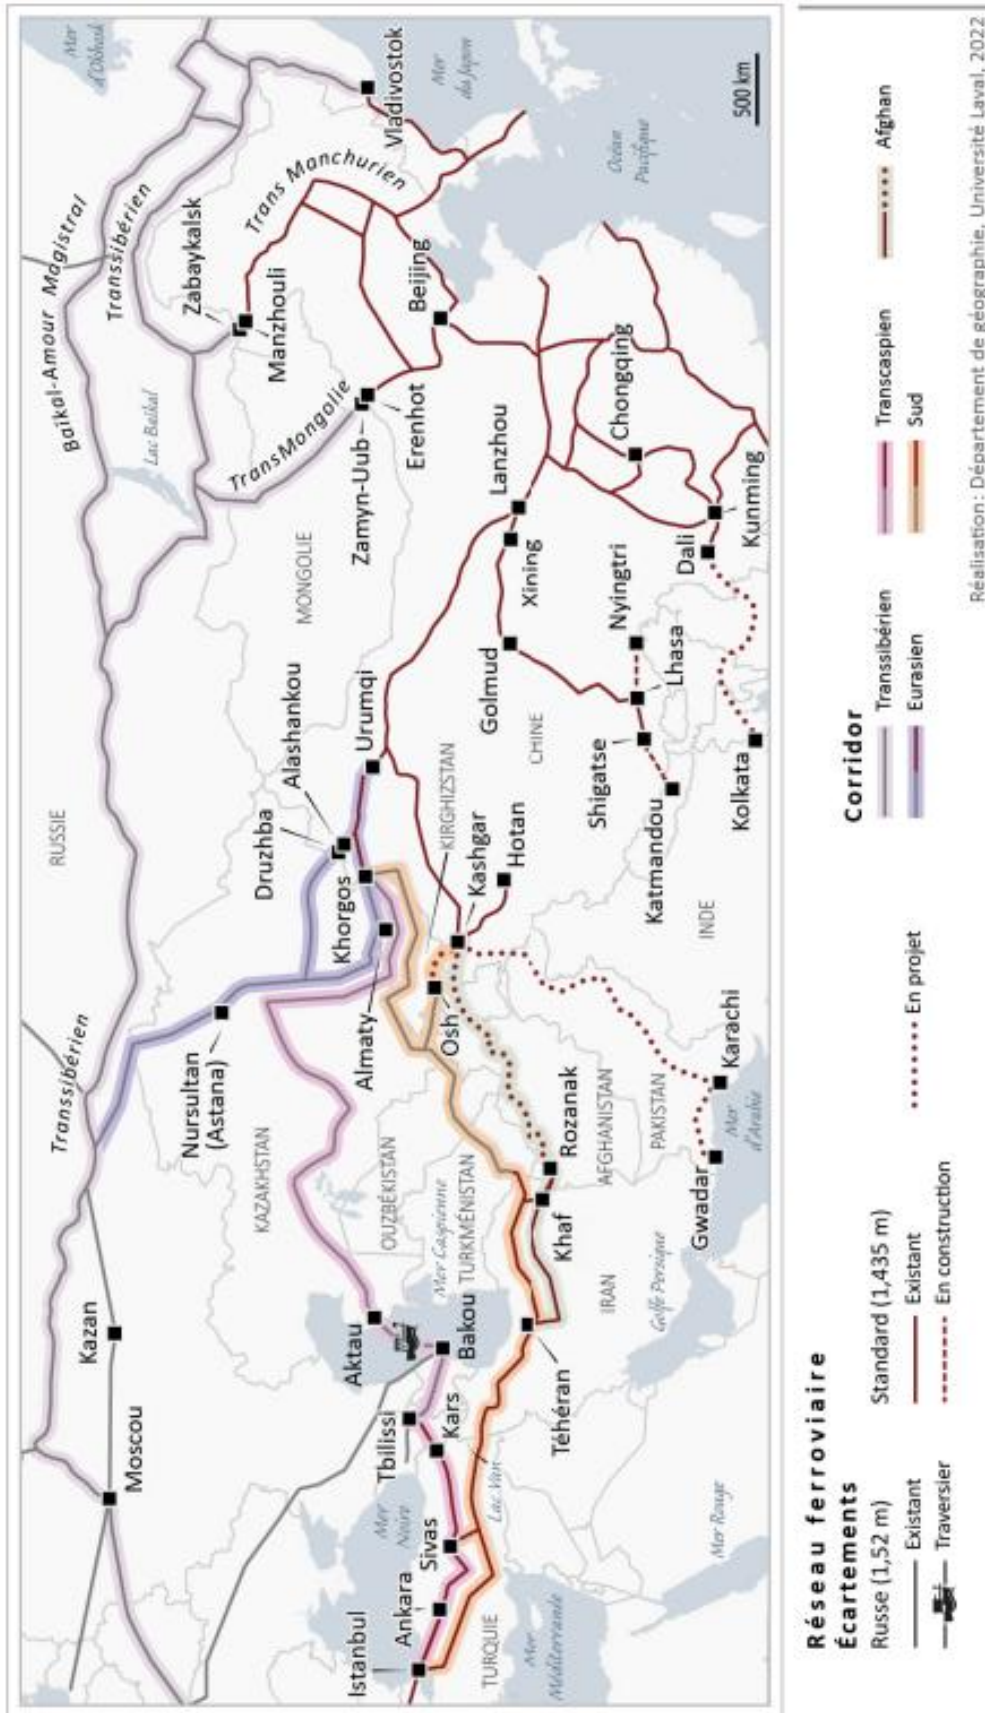 Mer
d'Okhotsk
Baïkal-Amour Magistral
Transsibérien
RUSSIE
Lac Baïkal
Transsibérien
Zabaykalsk
Manzhouli
Trans Manchurien
Vladivostok
Mer
du Japon
Kazan
Moscou
Nursultan
(Astana)
KAZAKHSTAN
Druzhba
Alashankou
Khorgos
Urumqi
MONGOLIE
TransMongolie
Zamyn-Uub
Erenhot
Beijing
Océan
Pacifique
Almaty
Aktau
OUZBÉKISTAN
Mer Caspienne
TURKMÉNISTAN
Bakou
Tbilissi
Kars
Mer
Noire
Istanbul
Ankara
Sivas
Lac Van
TURQUIE
Mer
Méditerranée
Téhéran
Khaf
Rozanak
IRAN
AFGHANISTAN
PAKISTAN
Osh
KIRGHIZSTAN
Kashgar
Hotan
CHINE
Golmud
Xining
Lanzhou
Chongqing
Nyingtri
Lhasa
Shigatse
Katmandou
Dali
Kunming
Kolkata
INDE
Karachi
Gwadar
Mer
d'Arabie
Golfe Persique
Mer Rouge
500 km
Réseau ferroviaire
Écartements
Russe (1,52 m)
Existant
Traversier
Standard (1,435 m)
Existant
En construction
En projet
Corridor
Transsibérien
Eurasien
Transcaspien
Sud
Afghan
Réalisation : Département de géographie, Université Laval, 2022